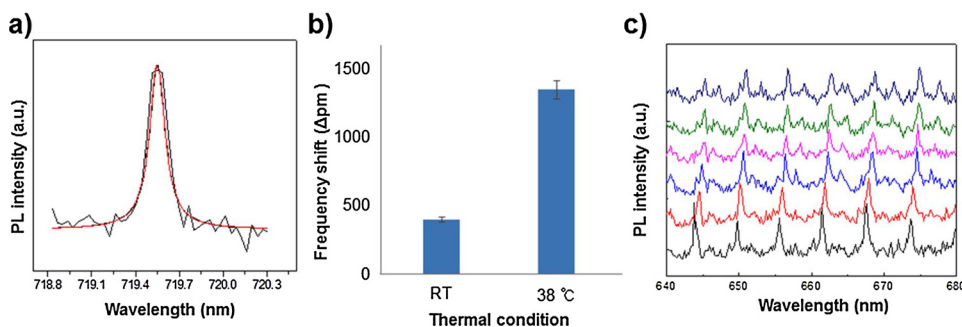 a)
PL intensity (a.u.)
718.8 719.1 719.4 719.7 720.0 720.3
Wavelength (nm)
b)
Frequency shift (Δpm )
1500
1000
500
0
RT 38 ℃
Thermal condition
c)
PL intensity (a.u.)
640 650 660 670 680
Wavelength (nm)